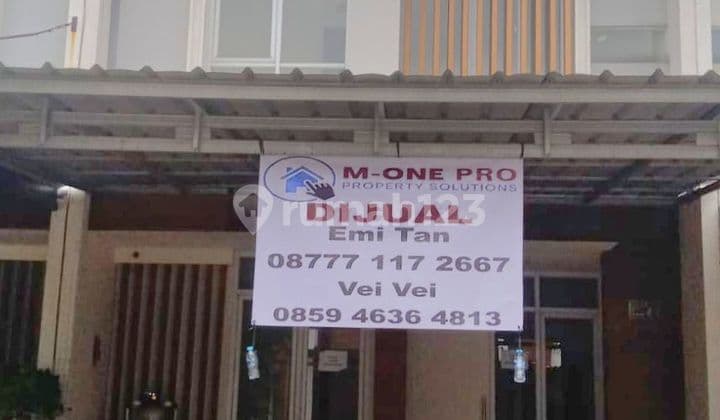 M-ONE PRO
PROPERTY SOLUTIONS
rumah123
DIJUAL
Emi Tan
08777 117 2667
Vei Vei
0859 4636 4813